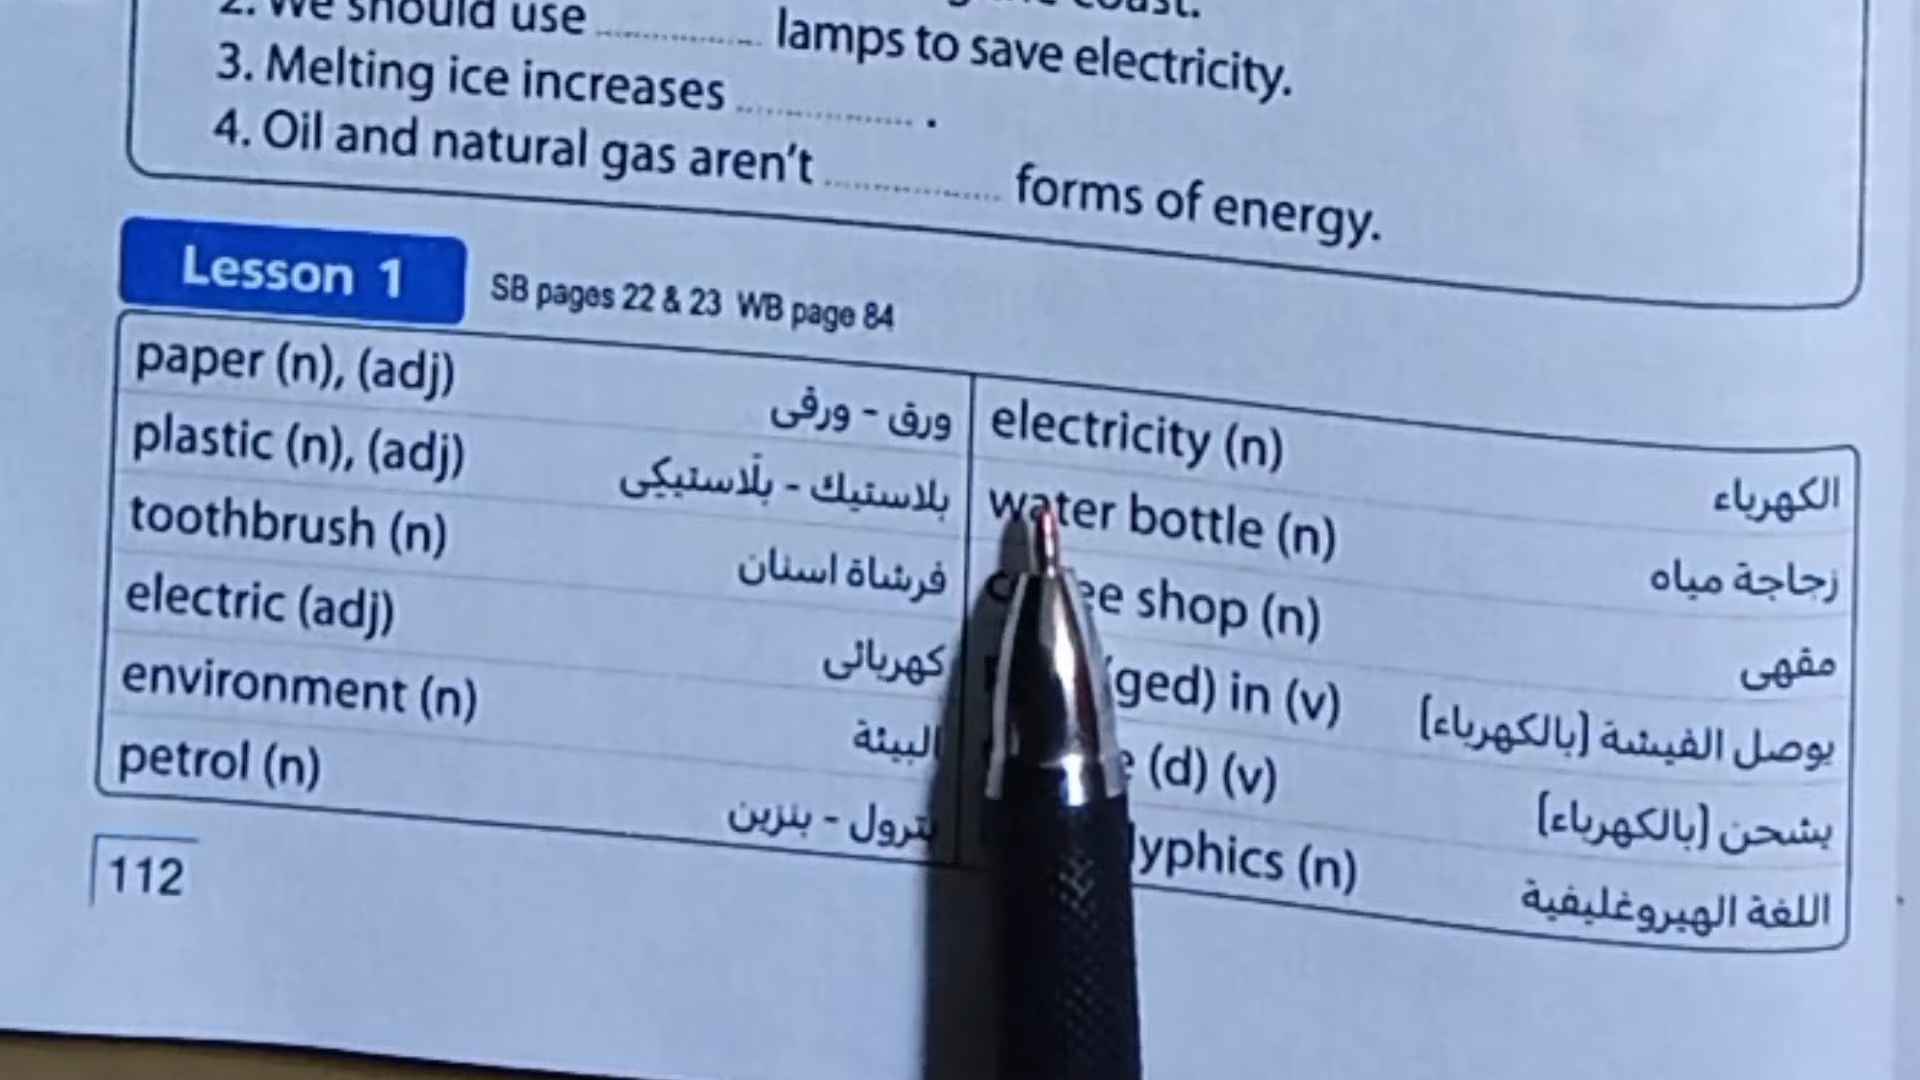 2. We should use ................ lamps to save electricity.
3. Melting ice increases ................ .
4. Oil and natural gas aren't ................ forms of energy.
Lesson 1
SB pages 22 & 23 WB page 84
paper (n), (adj) ورق - ورقى
electricity (n) الكهرباء
plastic (n), (adj) بلاستيك - بلاستيكى
water bottle (n) زجاجة مياه
toothbrush (n) فرشاة اسنان
shop (n) مقهى
electric (adj) كهربائى
(ged) in (v) يوصل الفيشة (بالكهرباء)
environment (n) البيئة
(d) (v) يشحن (بالكهرباء)
petrol (n) بترول - بنزين
(n) اللغة الهيروغليفية
112